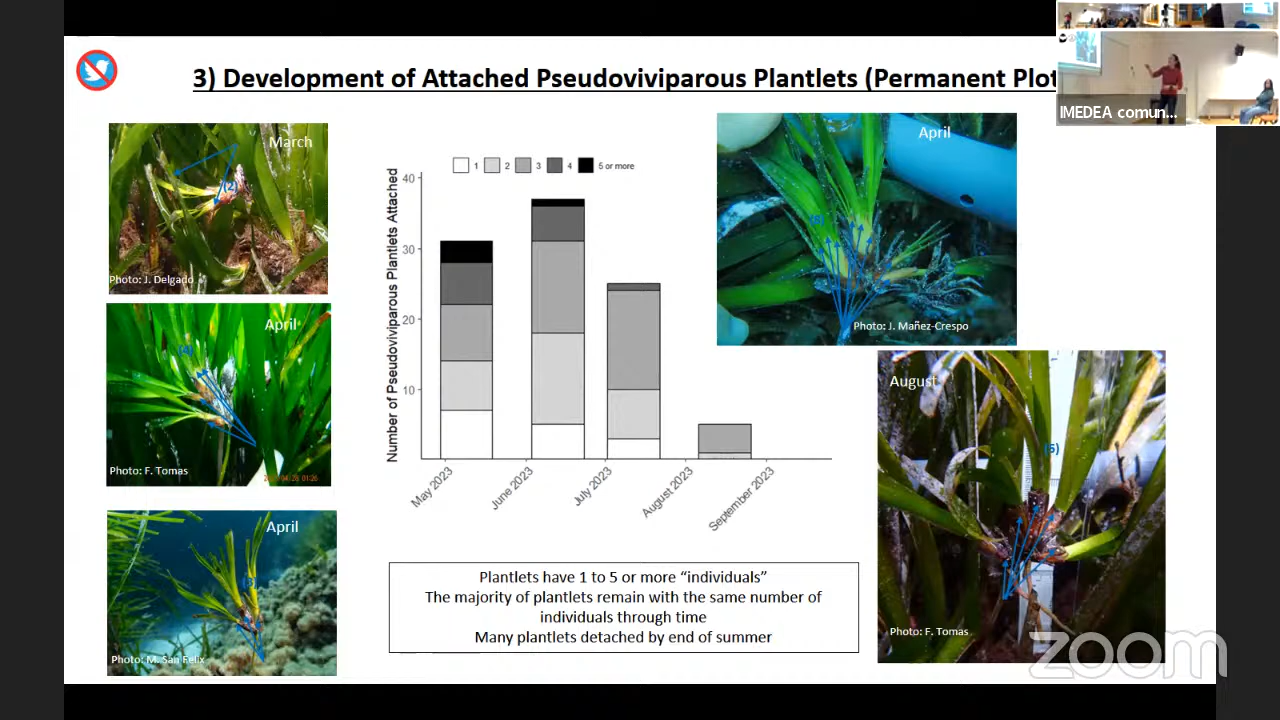 3) Development of Attached Pseudoviviparous Plantlets (Permanent Plot
IMEDEA comun...
March
(2)
Photo: J. Delgado
April
(4)
Photo: F. Tomas
April
(3)
Photo: M. San Felix
1 2 3 4 5 or more
Number of Pseudoviviparous Plantlets Attached
40
30
20
10
May 2023
June 2023
July 2023
August 2023
September 2023
Plantlets have 1 to 5 or more “individuals”
The majority of plantlets remain with the same number of
individuals through time
Many plantlets detached by end of summer
April
Photo: J. Mañez-Crespo
August
Photo: F. Tomas
zoom